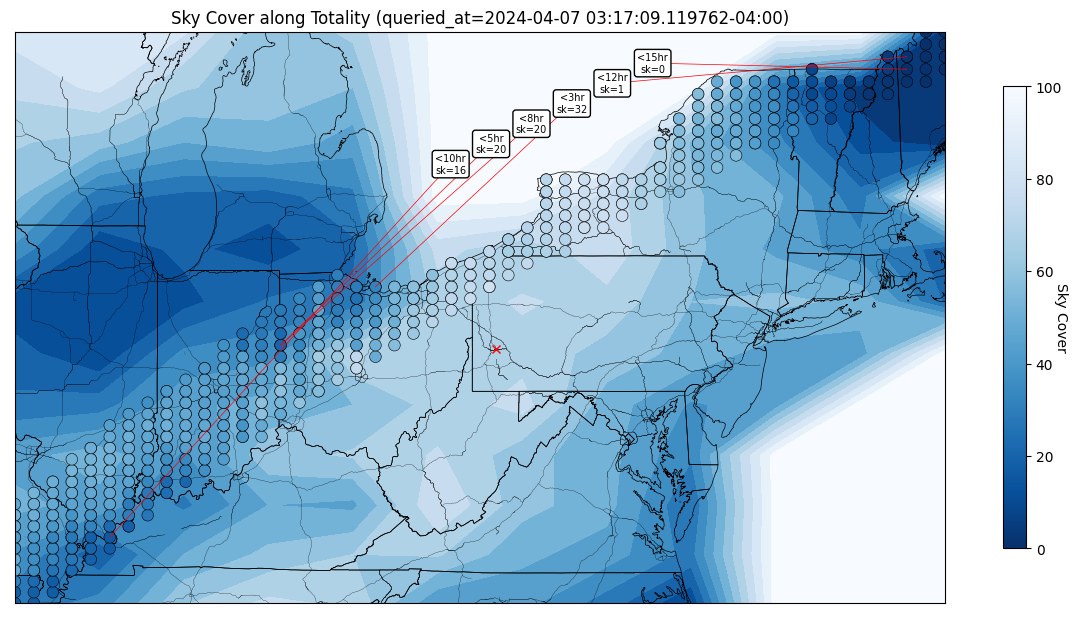 Sky Cover along Totality (queried_at=2024-04-07 03:17:09.119762-04:00)
<15hr
sk=0
<12hr
sk=1
<3hr
sk=32
<8hr
sk=20
<5hr
sk=20
<10hr
sk=16
100
80
60
40
20
0
Sky Cover